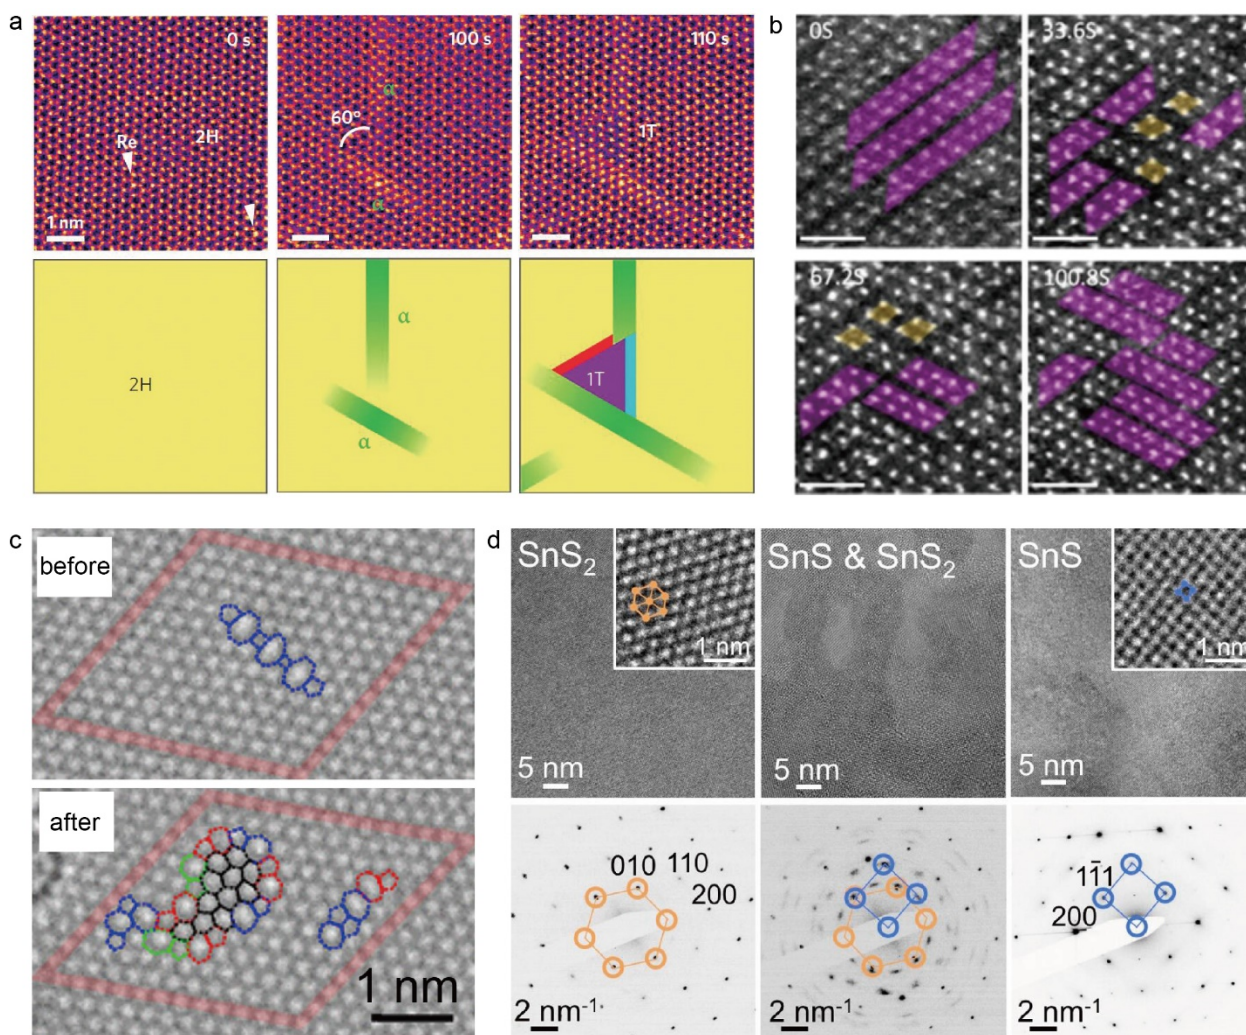 a
0 s
Re
2H
1 nm
100 s
α
60°
α
110 s
1T
2H
α
α
1T
b
0S
33.6S
67.2S
100.8S
c
before
after
1 nm
d
SnS2
1 nm
5 nm
SnS & SnS2
5 nm
SnS
1 nm
5 nm
010 110
200
2 nm-1
2 nm-1
11̄1
200
2 nm-1